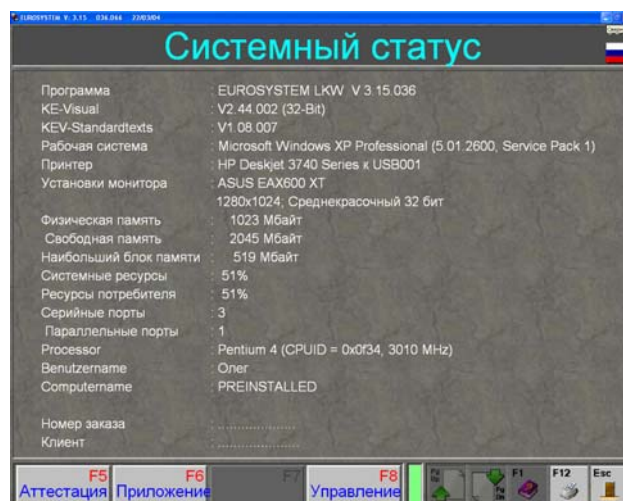 EUROSYSTEM V: 3.15 036.044 22/03/04
Системный статус
Программа : EUROSYSTEM LKW V 3.15.036
KE-Visual : V2.44.002 (32-Bit)
KEV-Standardtexts : V1.08.007
Рабочая система : Microsoft Windows XP Professional (5.01.2600, Service Pack 1)
Принтер : HP Deskjet 3740 Series к USB001
Установки монитора : ASUS EAX600 XT
1280x1024; Среднекрасочный 32 бит
Физическая память : 1023 Мбайт
Свободная память : 2045 Мбайт
Наибольший блок памяти : 519 Мбайт
Системные ресурсы : 51%
Ресурсы потребителя : 51%
Серийные порты : 3
Параллельные порты : 1
Processor : Pentium 4 (CPUID = 0x0f34, 3010 MHz)
Benutzername : Олег
Computername : PREINSTALLED
Номер заказа : ....................
Клиент : ....................
F5 F6 F7 F8 Pg Up Pg Dn F1 F12 Esc
Аттестация Приложение Управление